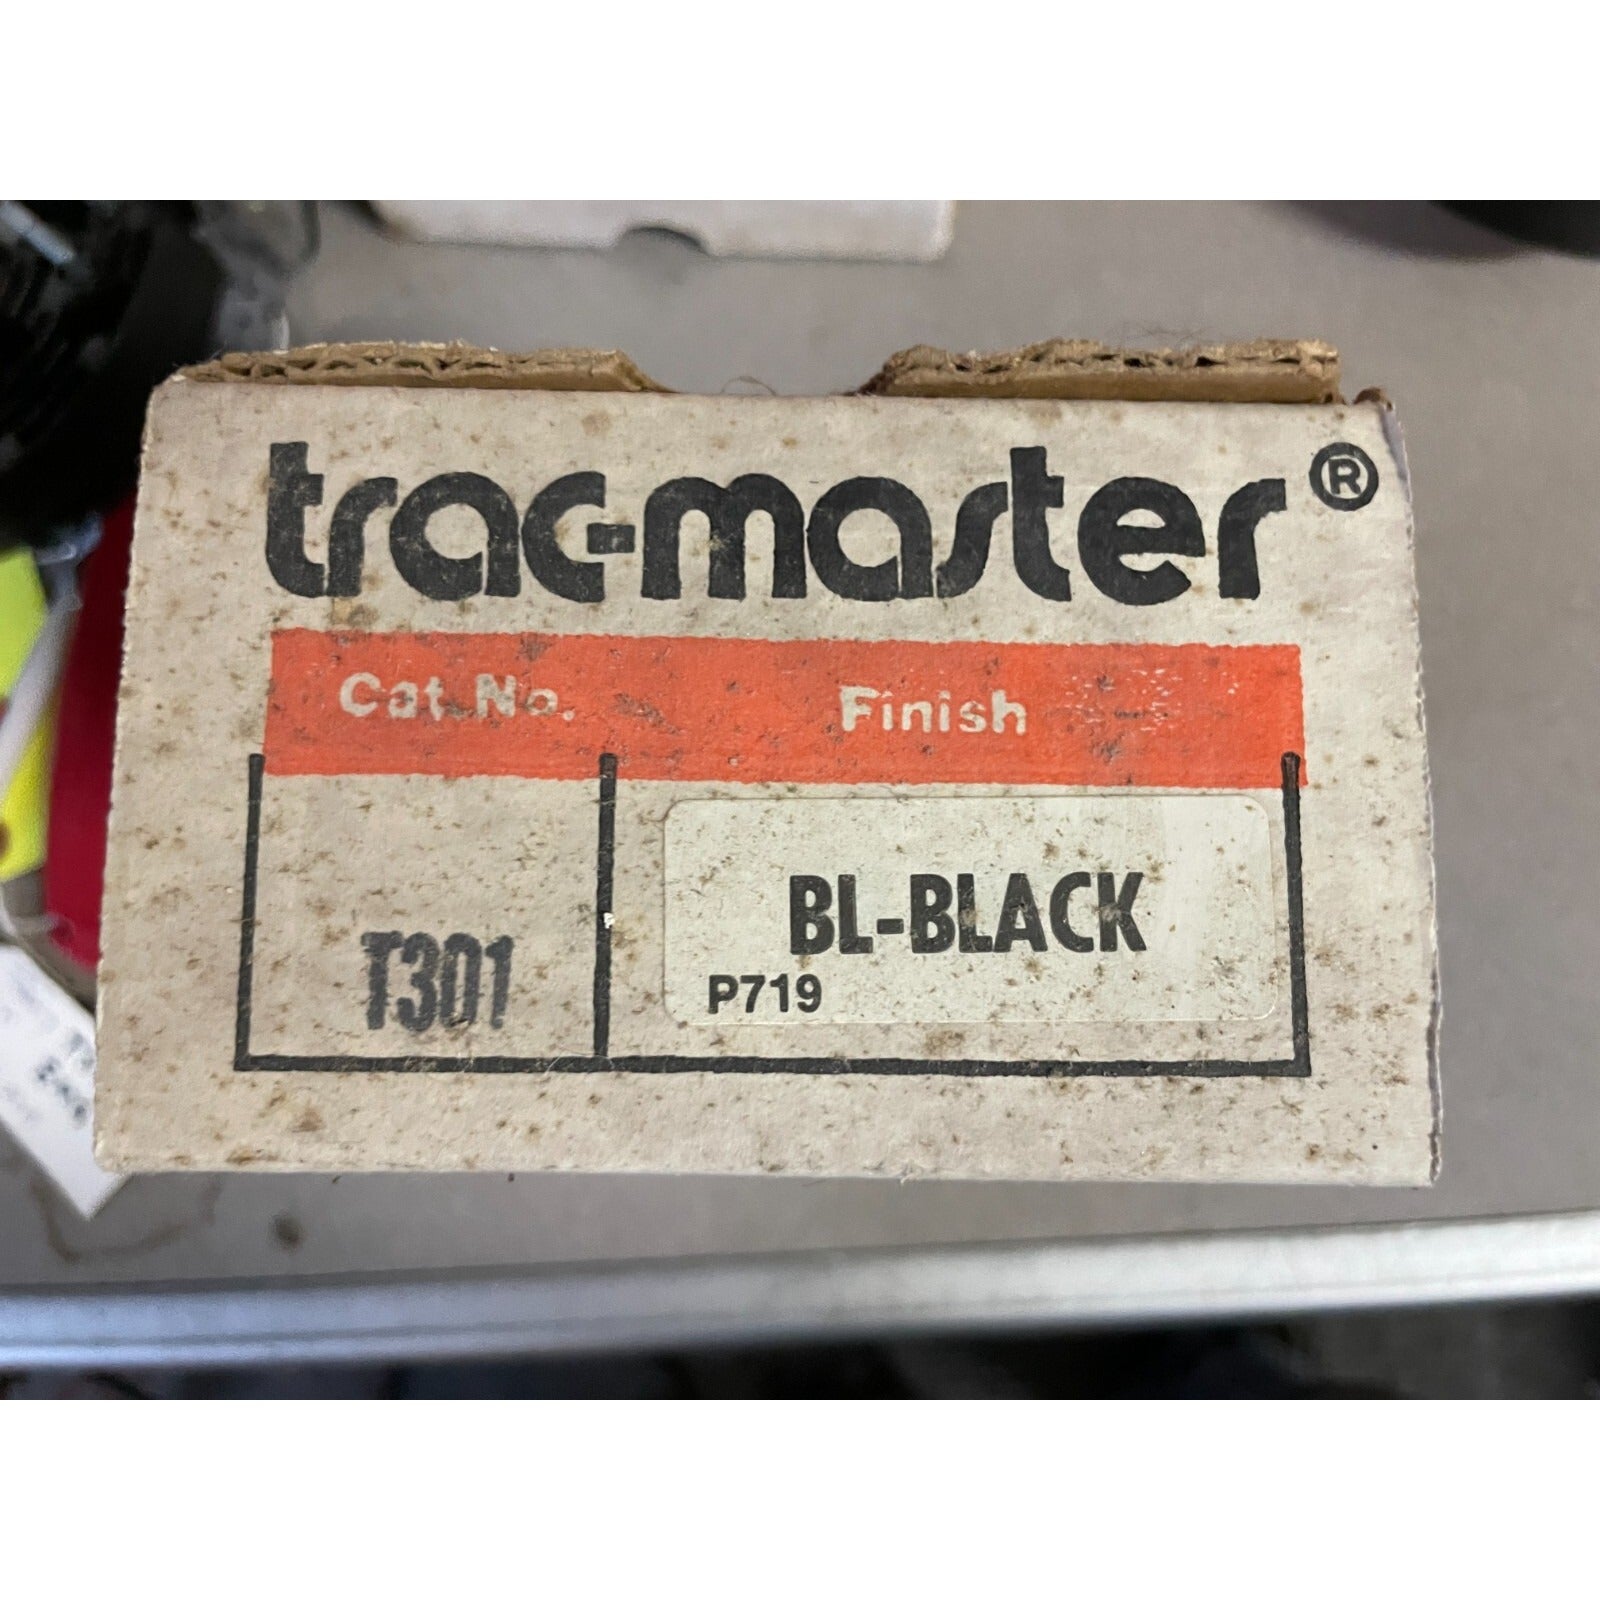 trac-master®
Cat. No. Finish
T301 BL-BLACK
P719